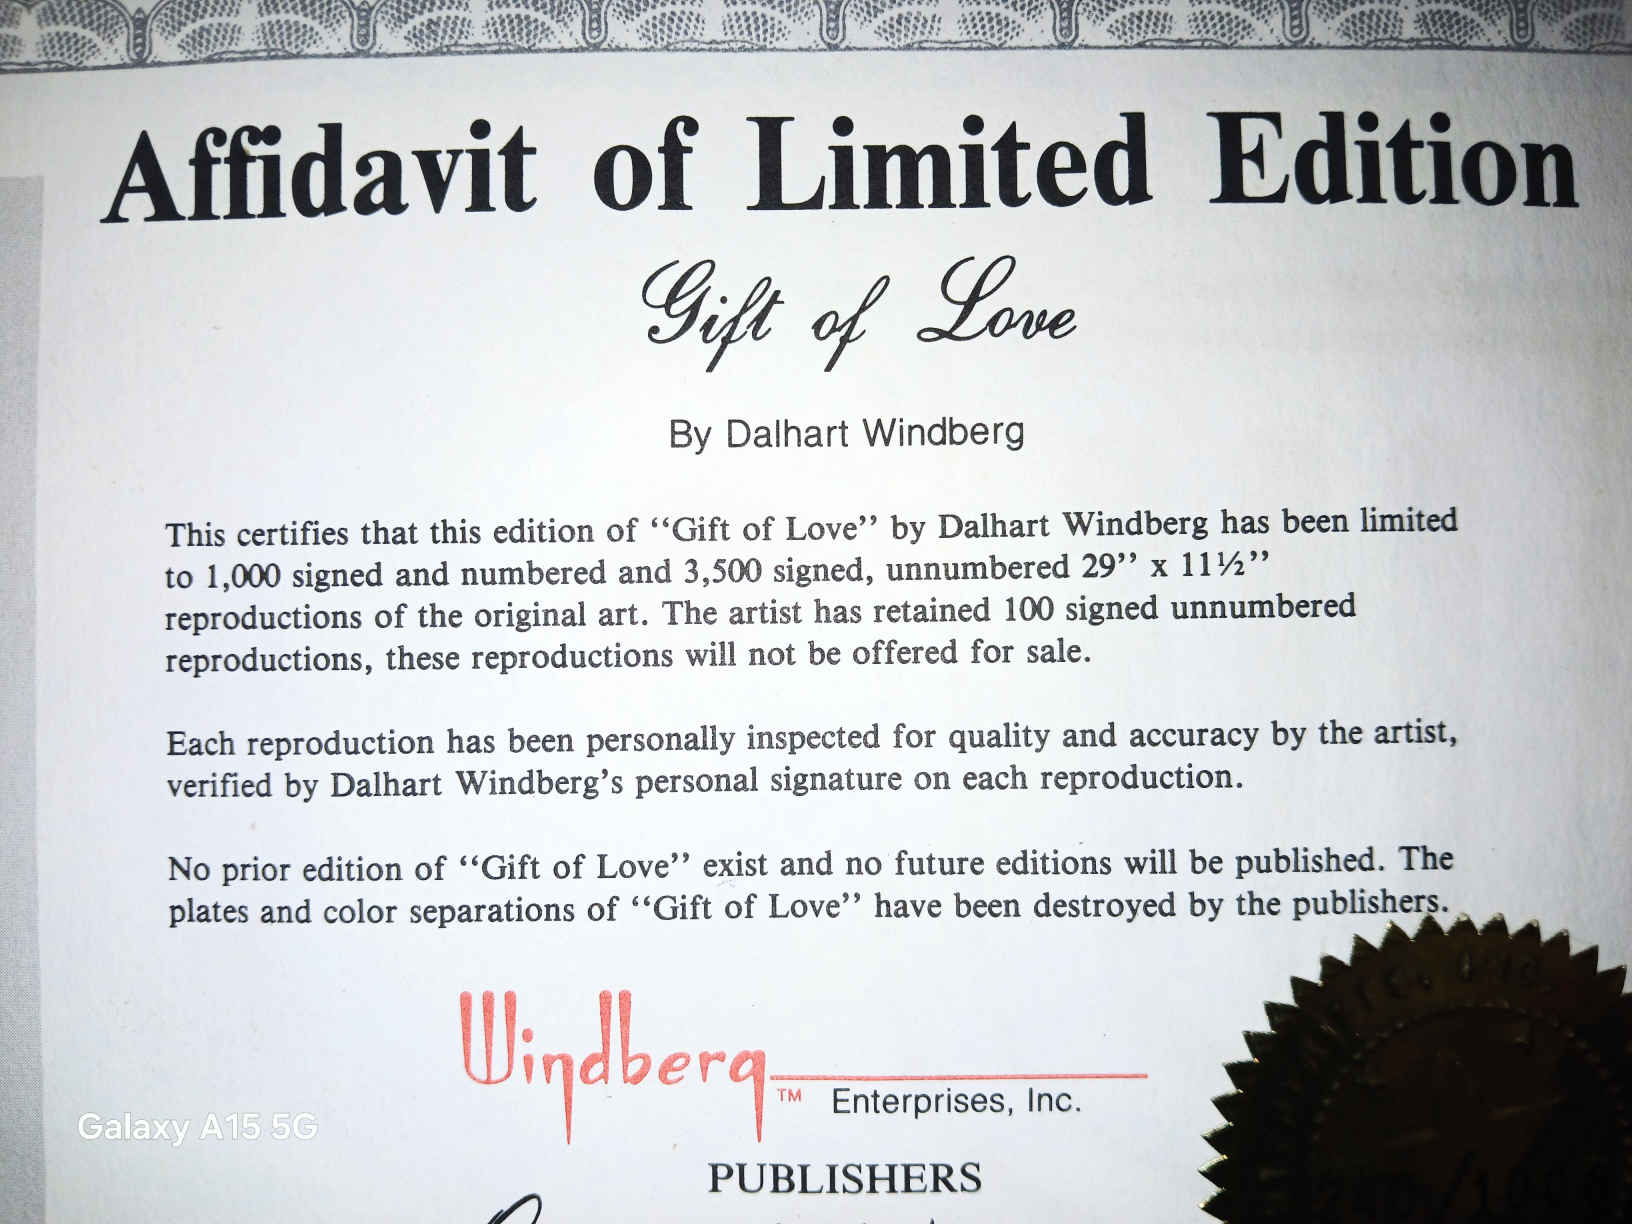 Affidavit of Limited Edition
Gift of Love
By Dalhart Windberg
This certifies that this edition of “Gift of Love” by Dalhart Windberg has been limited
to 1,000 signed and numbered and 3,500 signed, unnumbered 29” x 11½”
reproductions of the original art. The artist has retained 100 signed unnumbered
reproductions, these reproductions will not be offered for sale.
Each reproduction has been personally inspected for quality and accuracy by the artist,
verified by Dalhart Windberg’s personal signature on each reproduction.
No prior edition of “Gift of Love” exist and no future editions will be published. The
plates and color separations of “Gift of Love” have been destroyed by the publishers.
Windberg
TM Enterprises, Inc.
PUBLISHERS
Galaxy A15 5G